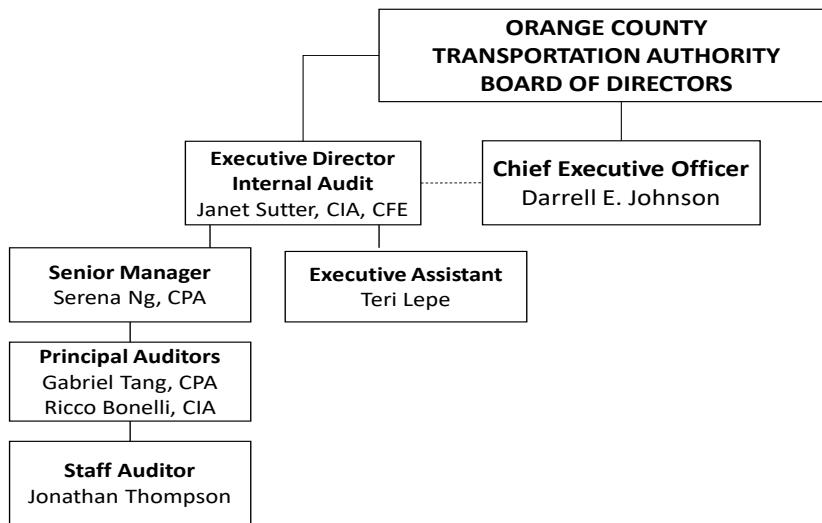 ORANGE COUNTY
TRANSPORTATION AUTHORITY
BOARD OF DIRECTORS
Executive Director
Internal Audit
Janet Sutter, CIA, CFE
Chief Executive Officer
Darrell E. Johnson
Senior Manager
Serena Ng, CPA
Executive Assistant
Teri Lepe
Principal Auditors
Gabriel Tang, CPA
Ricco Bonelli, CIA
Staff Auditor
Jonathan Thompson